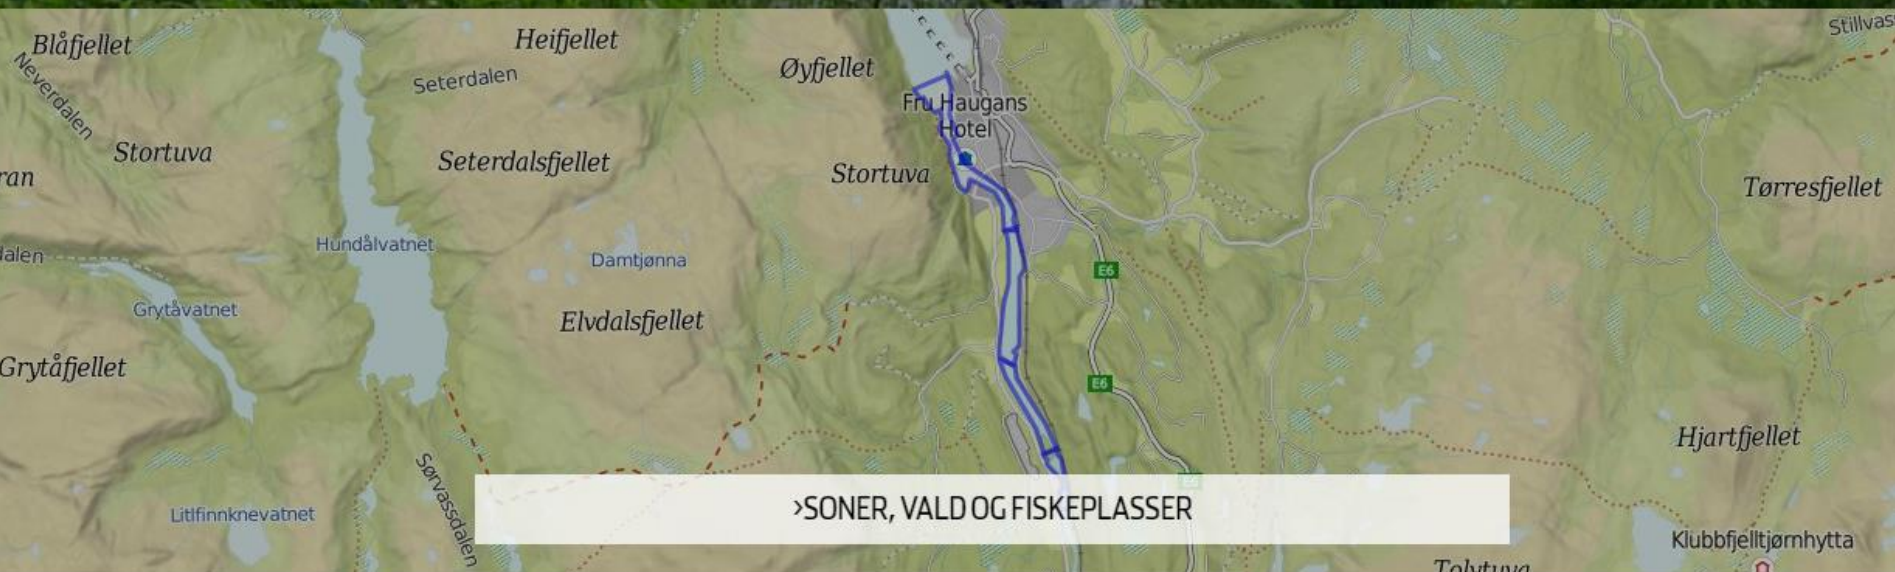 Blåfjellet
Heifjellet
Stillvas
Neverdalen
Seterdalen
Øyfjellet
Fru Haugans
Hotel
Stortuva
Seterdalsfjellet
Stortuva
ran
Tørresfjellet
Hundålvatnet
dalen
Damtjønna
E6
Grytåvatnet
Elvdalsfjellet
Grytåfjellet
E6
Hjartfjellet
Sørvassdalen
E6
>SONER, VALD OG FISKEPLASSER
Litlfinnknevatnet
Klubbfjelltjørnhytta
Tolvtuva